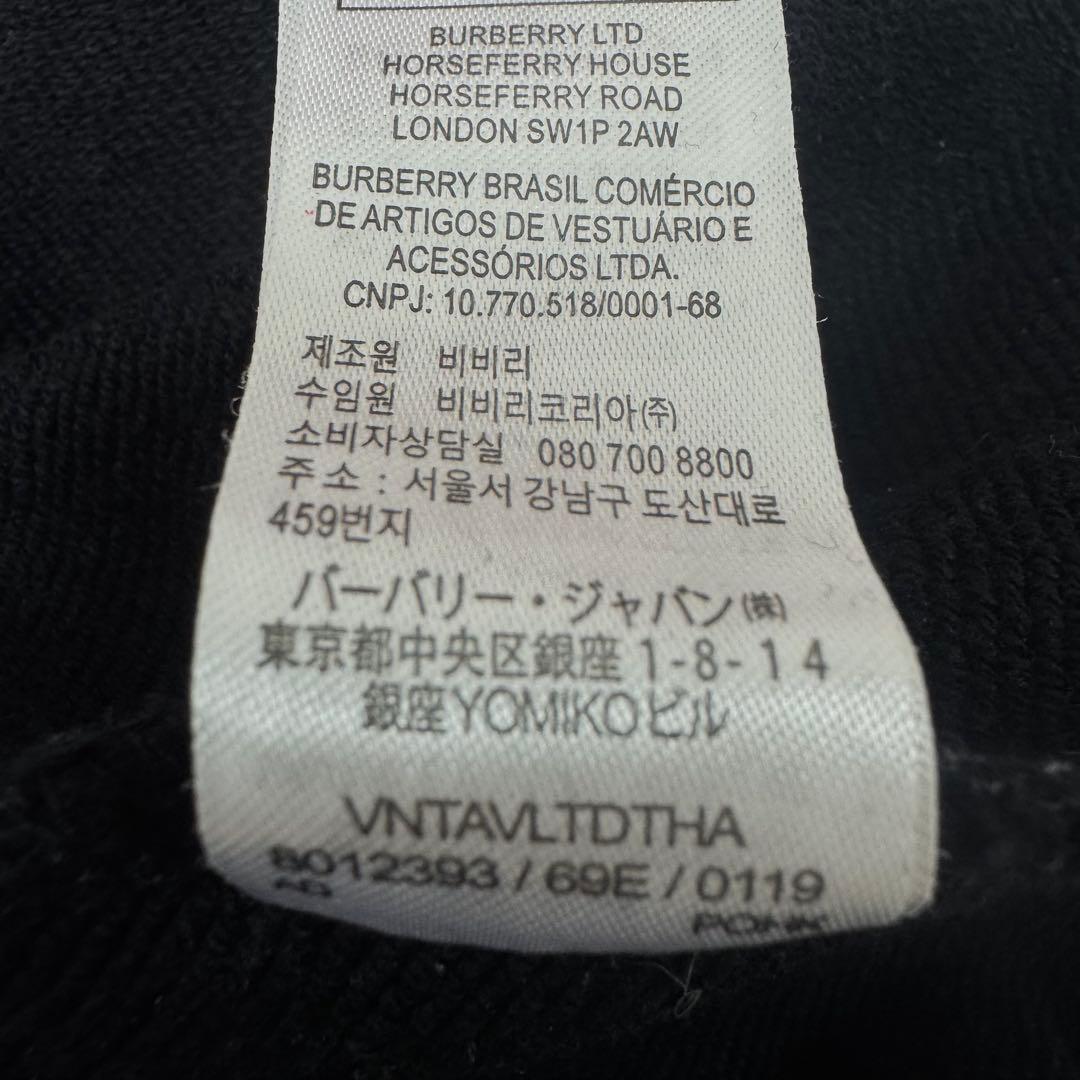 BURBERRY LTD
HORSEFERRY HOUSE
HORSEFERRY ROAD
LONDON SW1P 2AW
BURBERRY BRASIL COMÉRCIO
DE ARTIGOS DE VESTUÁRIO E
ACESSÓRIOS LTDA.
CNPJ: 10.770.518/0001-68
제조원 비비리
수임원 비비리코리아(주)
소비자상담실 080 700 8800
주 소 : 서울서 강남구 도산대로
459번지
バーバリー・ジャパン(株)
東京都中央区銀座1-8-14
銀座YOMIKOビル
VNTAVLTDTHA
8012393 / 69E / 0119